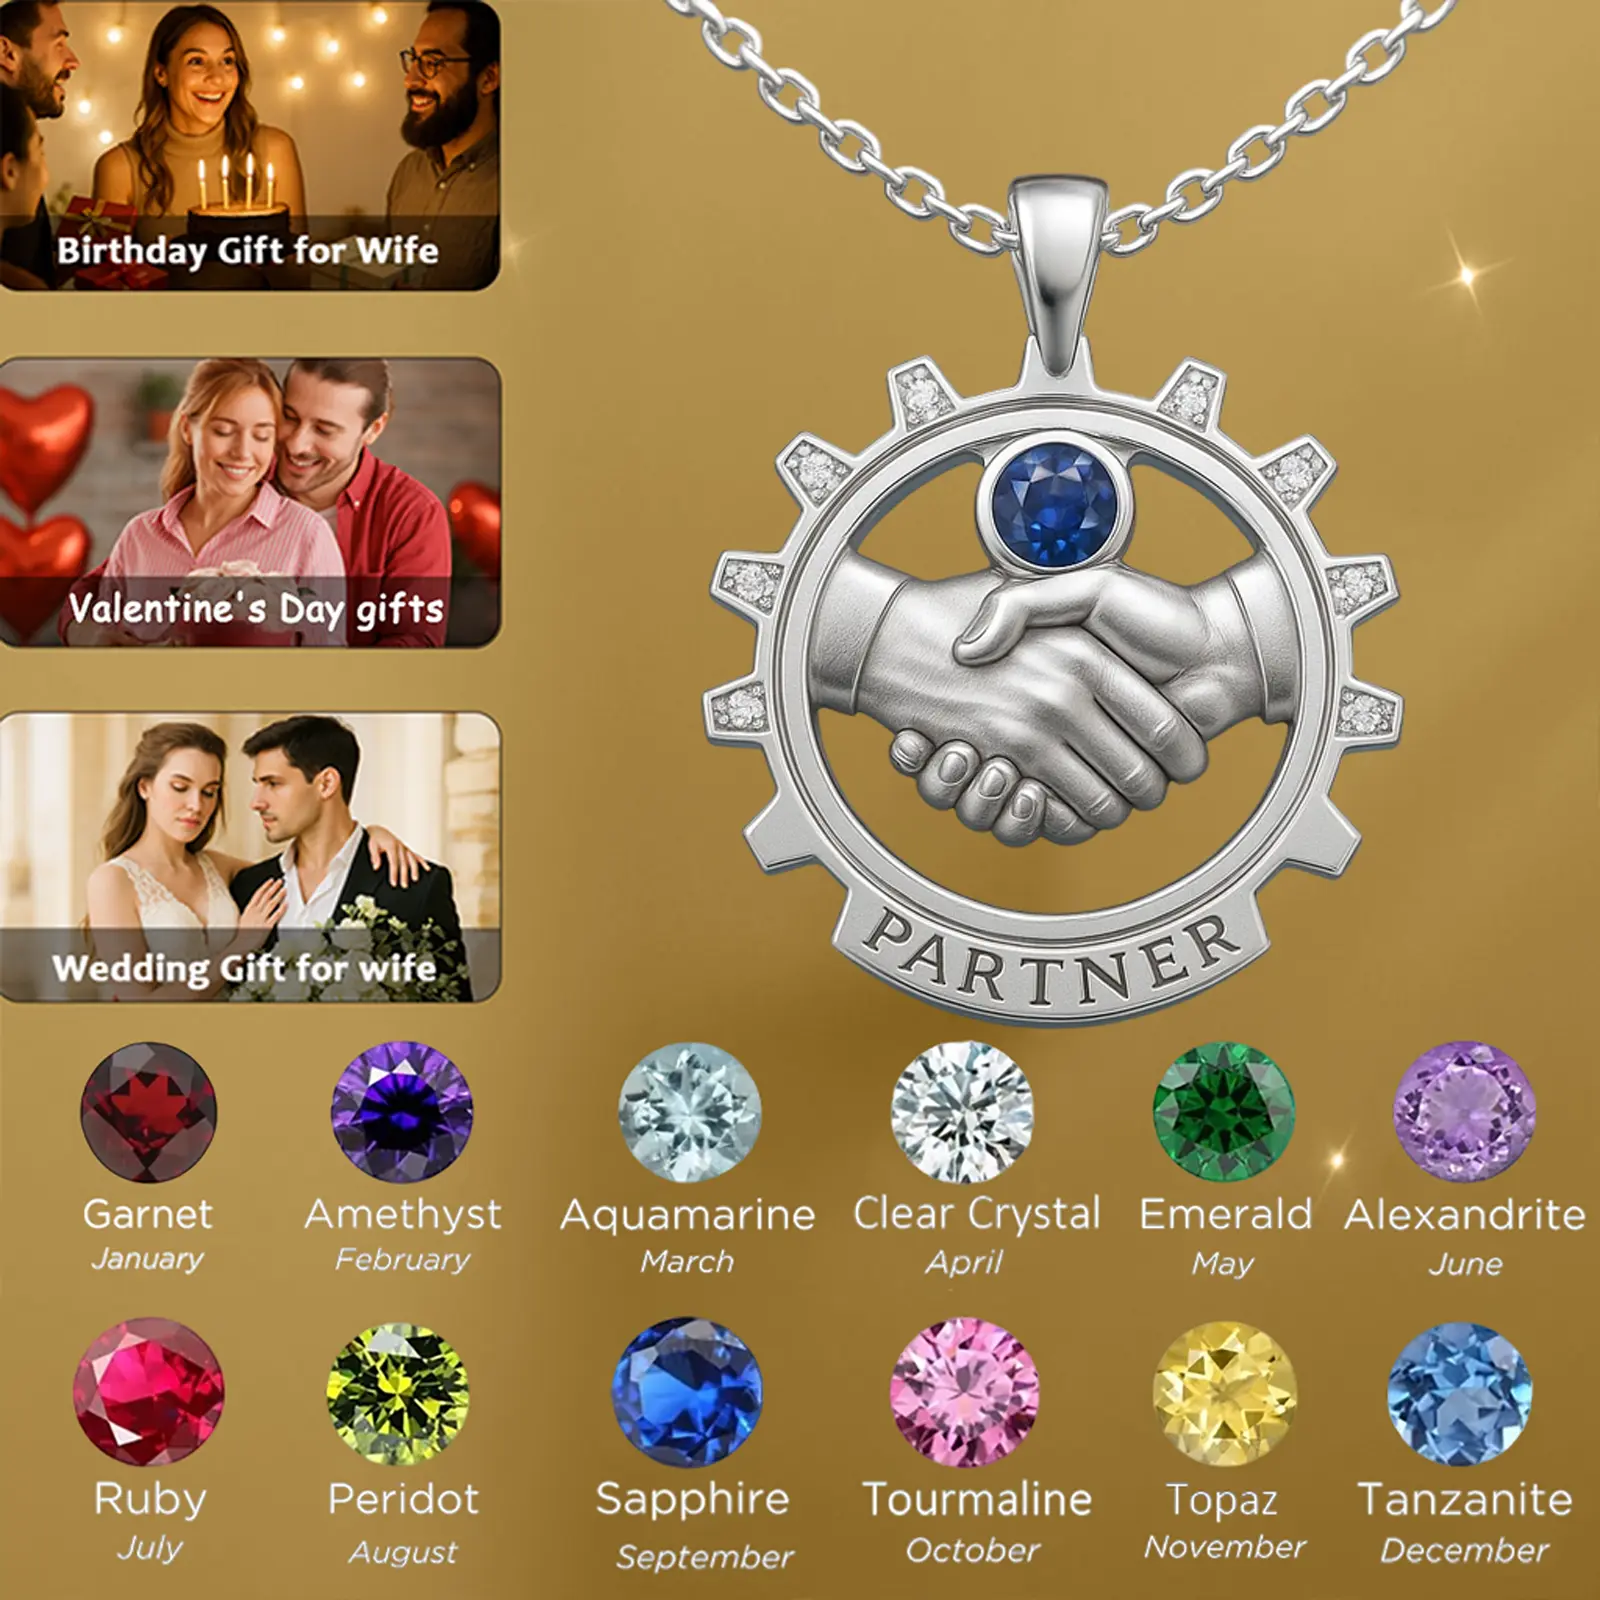 Birthday Gift for Wife
Valentine's Day gifts
Wedding Gift for wife
PARTNER
Garnet
January
Amethyst
February
Aquamarine
March
Clear Crystal
April
Emerald
May
Alexandrite
June
Ruby
July
Peridot
August
Sapphire
September
Tourmaline
October
Topaz
November
Tanzanite
December